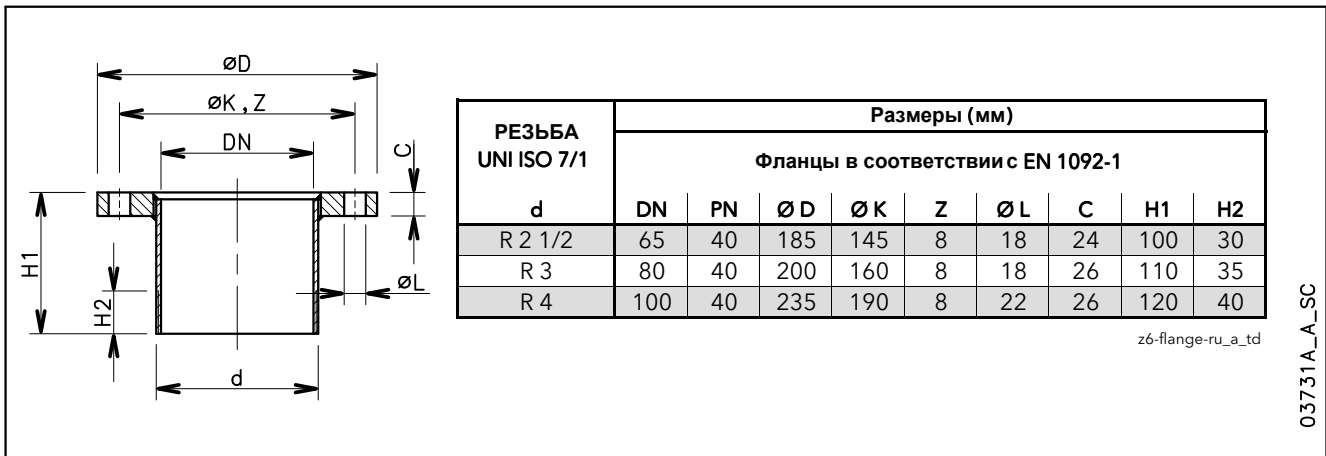 øD
øK , Z
DN
C
H1
H2
øL
d
РЕЗЬБА
UNI ISO 7/1
Размеры (мм)
Фланцы в соответствии с EN 1092-1
d DN PN Ø D Ø K Z Ø L C H1 H2
R 2 1/2 65 40 185 145 8 18 24 100 30
R 3 80 40 200 160 8 18 26 110 35
R 4 100 40 235 190 8 22 26 120 40
z6-flange-ru_a_td
03731A_A_SC